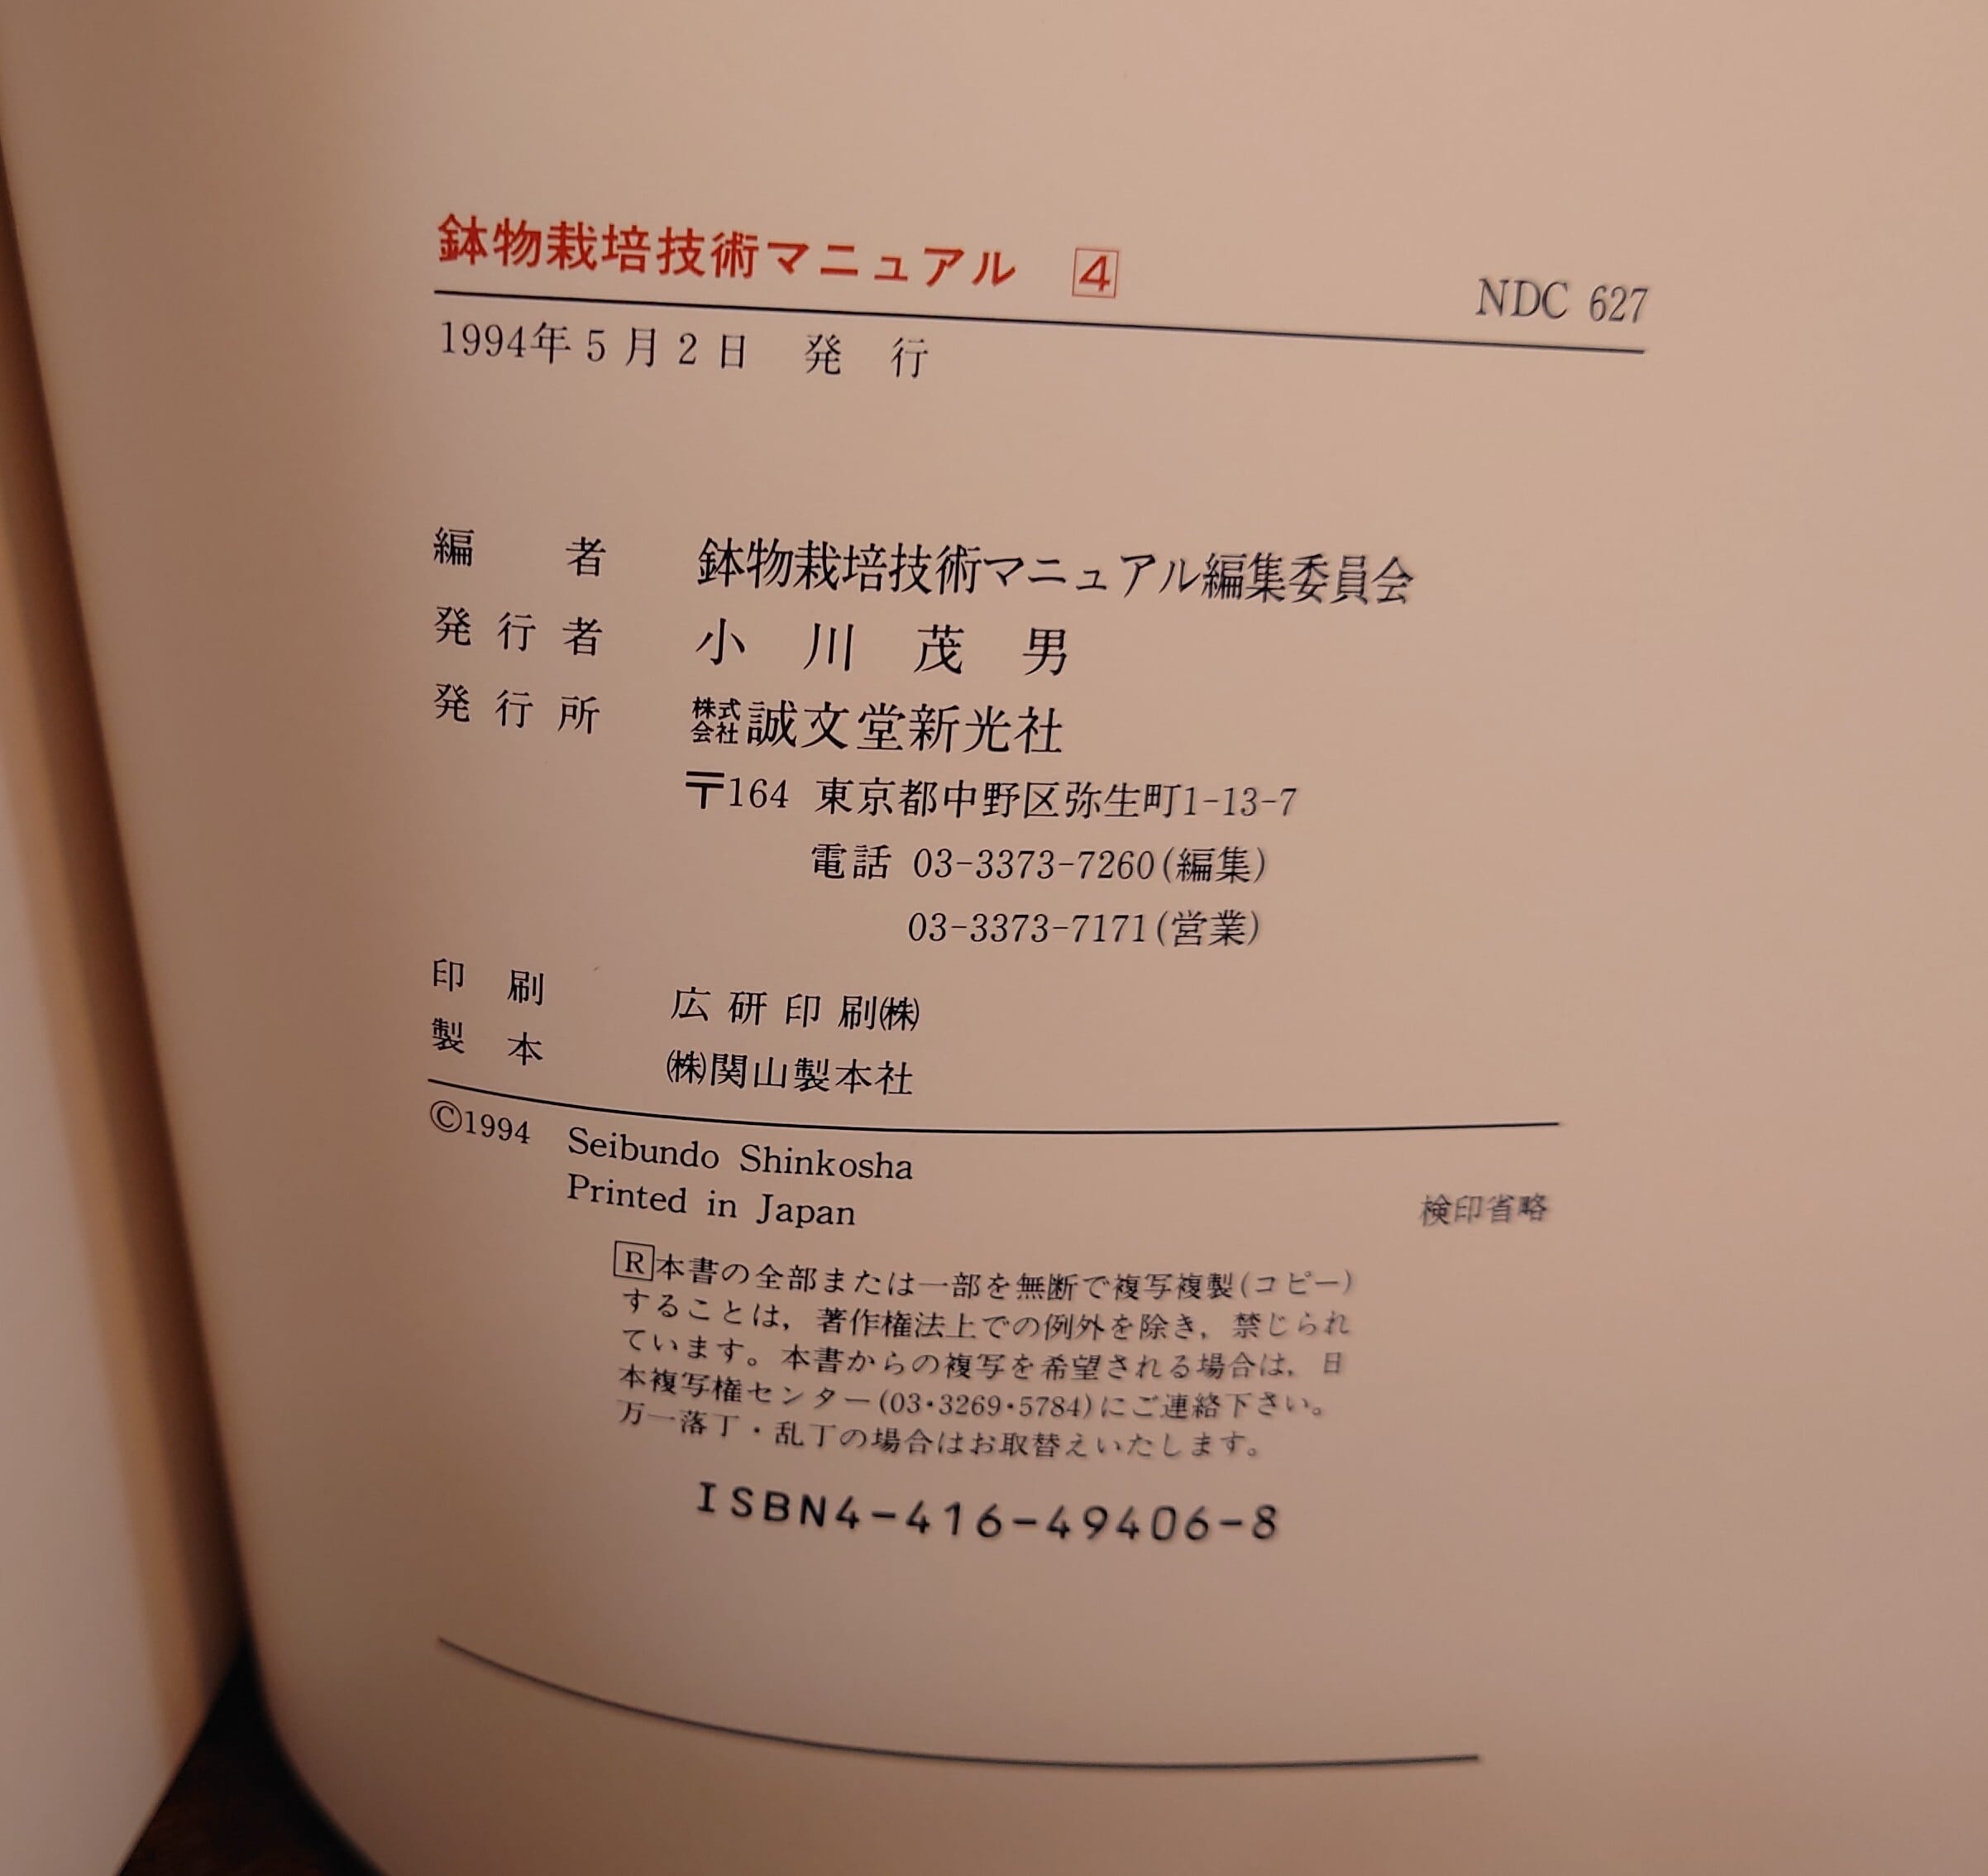 鉢物栽培技術マニュアル 4
NDC 627
1994年5月2日 発行
編者 鉢物栽培技術マニュアル編集委員会
発行者 小川茂男
発行所 株式会社誠文堂新光社
〒164 東京都中野区弥生町1-13-7
電話 03-3373-7260(編集)
03-3373-7171(営業)
印刷 広研印刷㈱
製本 ㈱関山製本社
©1994 Seibundo Shinkosha
Printed in Japan
検印省略
R本書の全部または一部を無断で複写複製(コピー)
することは,著作権法上での例外を除き,禁じられ
ています。本書からの複写を希望される場合は,日
本複写権センター(03・3269・5784)にご連絡下さい。
万一落丁・乱丁の場合はお取替えいたします。
ISBN4-416-49406-8